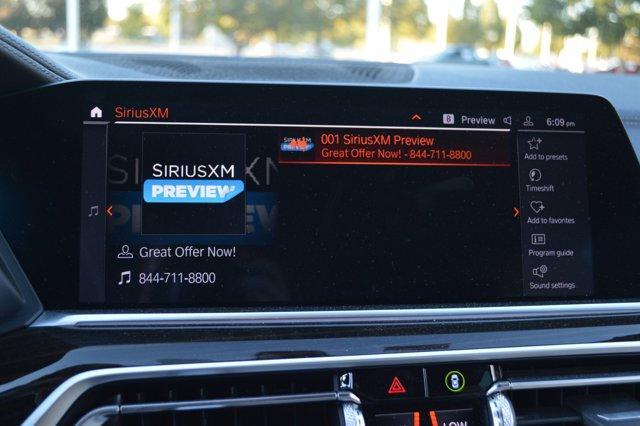 SiriusXM
8 Preview 6:09 pm
SIRIUSXM
PREVIEW
Great Offer Now!
844-711-8800
001 SiriusXM Preview
Great Offer Now! - 844-711-8800
Add to presets
Timeshift
Add to favorites
Program guide
Sound settings
LOW